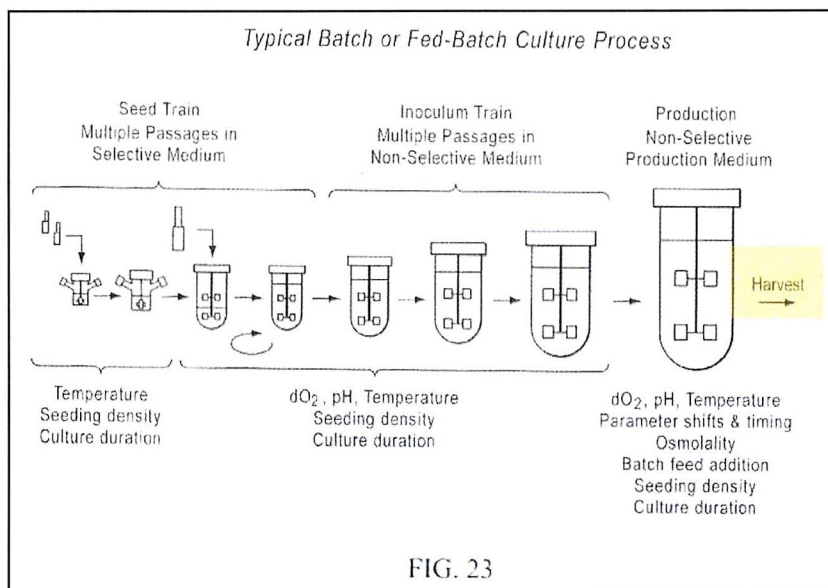 Typical Batch or Fed-Batch Culture Process
Seed Train
Multiple Passages in
Selective Medium
Inoculum Train
Multiple Passages in
Non-Selective Medium
Production
Non-Selective
Production Medium
Harvest
Temperature
Seeding density
Culture duration
dO₂, pH, Temperature
Seeding density
Culture duration
dO₂, pH, Temperature
Parameter shifts & timing
Osmolality
Batch feed addition
Seeding density
Culture duration
FIG. 23